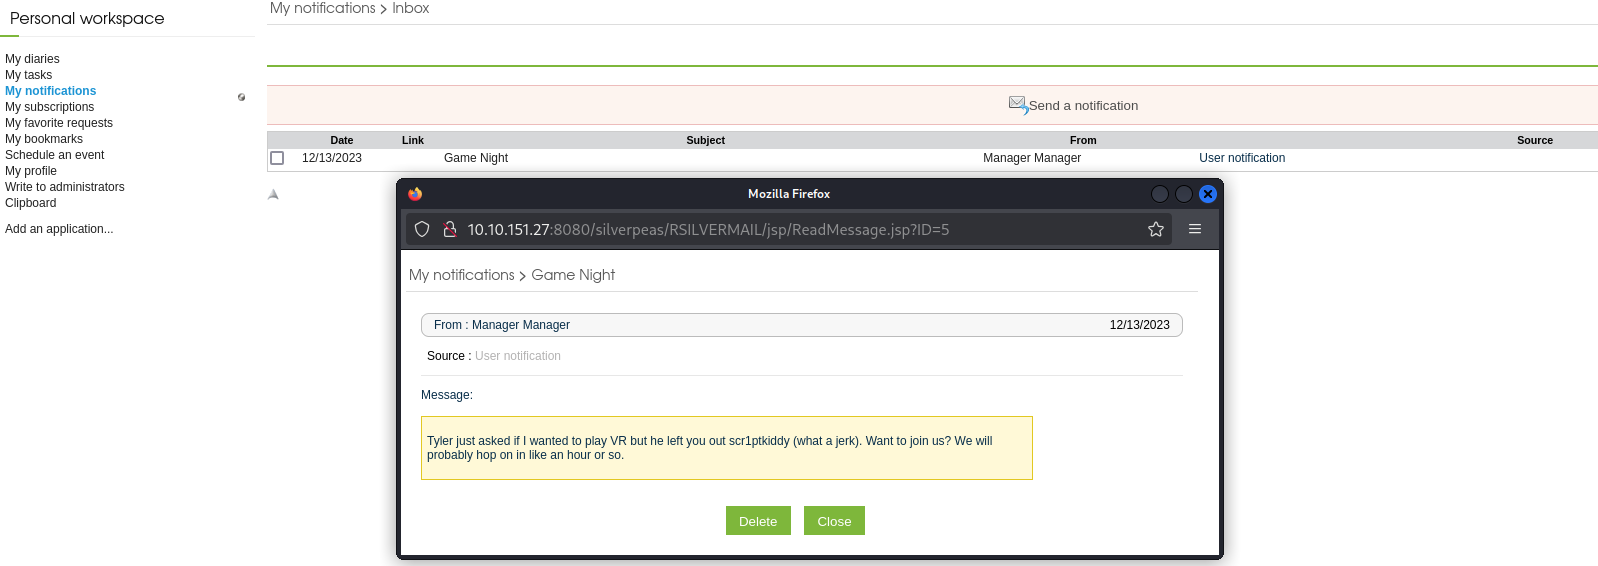 Personal workspace
My diaries
My tasks
My notifications
My subscriptions
My favorite requests
My bookmarks
Schedule an event
My profile
Write to administrators
Clipboard
Add an application...
My notifications > Inbox
Send a notification
Date Link Subject From Source
12/13/2023 Game Night Manager Manager User notification
Mozilla Firefox
10.10.151.27:8080/silverpeas/RSILVERMAIL/jsp/ReadMessage.jsp?ID=5
My notifications > Game Night
From : Manager Manager 12/13/2023
Source : User notification
Message:
Tyler just asked if I wanted to play VR but he left you out scr1ptkiddy (what a jerk). Want to join us? We will
probably hop on in like an hour or so.
Delete Close